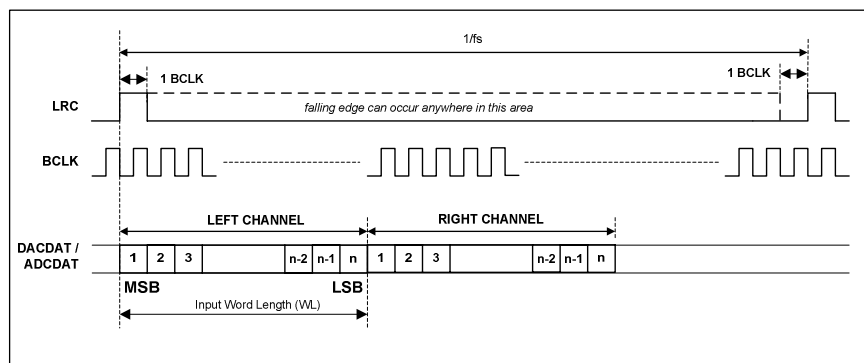 1/fs
1 BCLK
1 BCLK
LRC
falling edge can occur anywhere in this area
BCLK
LEFT CHANNEL
RIGHT CHANNEL
DACDAT /
ADCDAT
1 2 3 n-2 n-1 n 1 2 3 n-2 n-1 n
MSB
LSB
Input Word Length (WL)